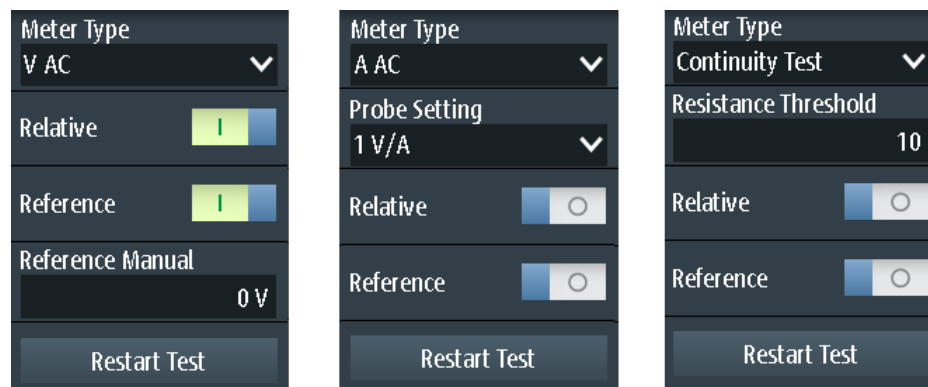 Meter Type
V AC
Relative
Reference
Reference Manual
0 V
Restart Test
Meter Type
A AC
Probe Setting
1 V/A
Relative
Reference
Restart Test
Meter Type
Continuity Test
Resistance Threshold
10
Relative
Reference
Restart Test